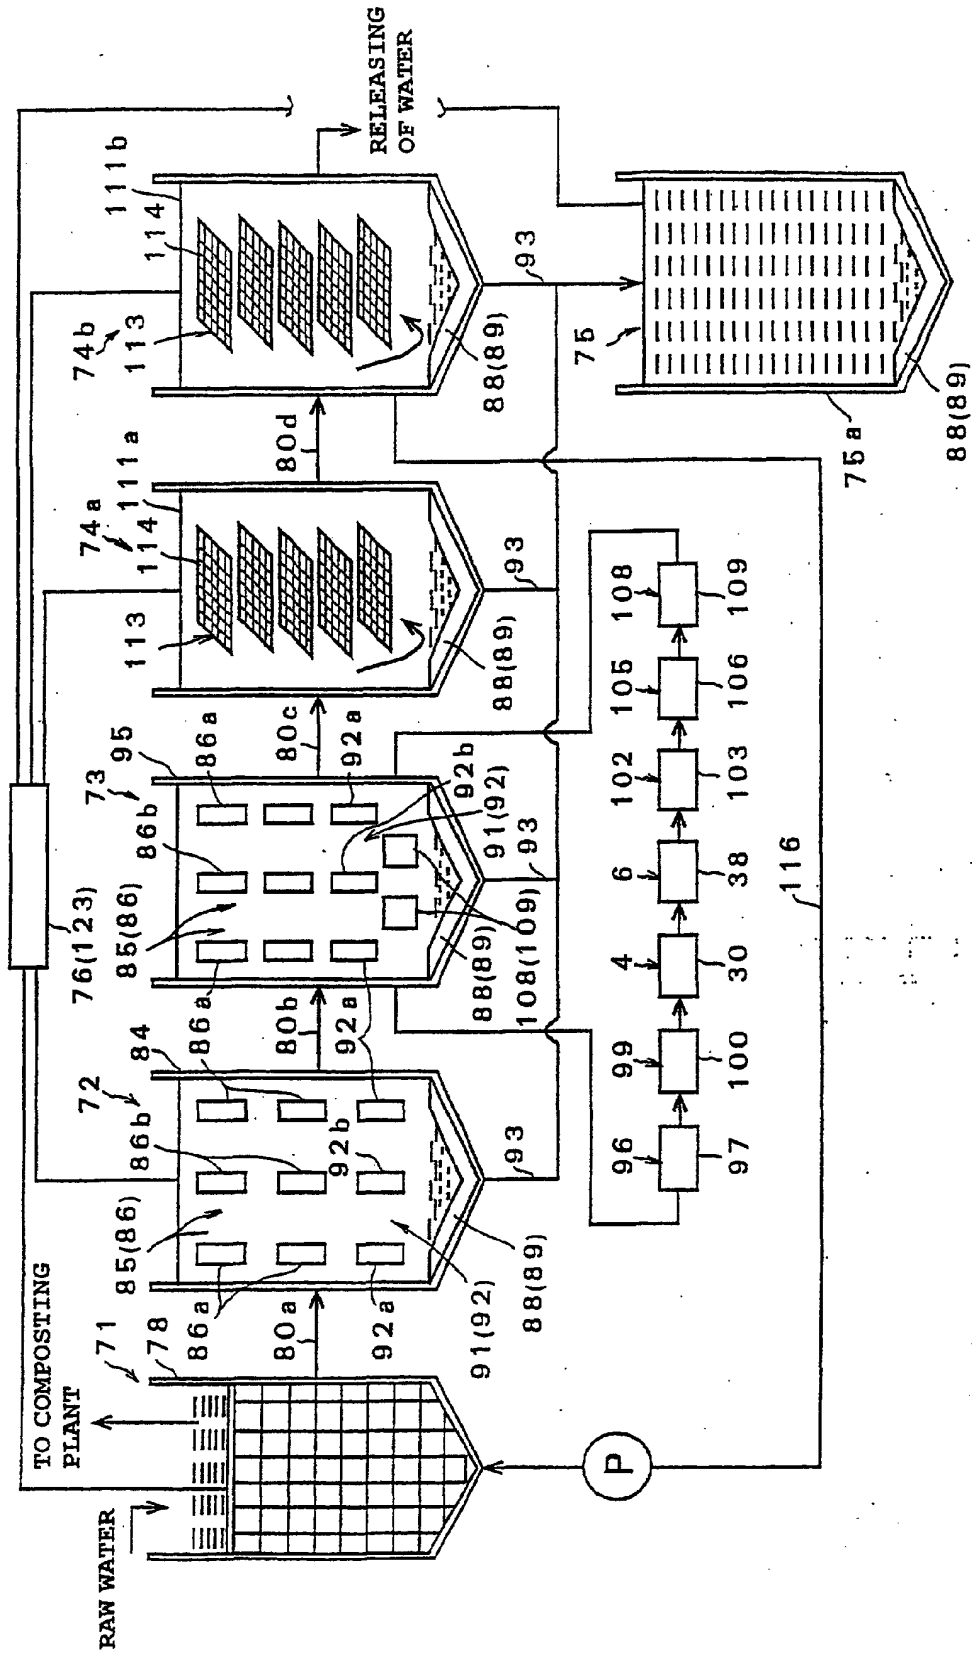 RAW WATER
TO COMPOSTING
PLANT
71
78
80a
86a
85(86)
86b
72
84
92b
92a
91(92)
88(89)
93
76(123)
86a
80b
92a
85(86)
86b
73
95
86a
80c
92a
92b
91(92)
93
88(89)
108(109)
113
74a
114
111a
80d
88(89)
93
74b
113
114
111b
88(89)
93
RELEASING
OF WATER
75
75a
88(89)
96
99
4
6
102
105
108
97
100
30
38
103
106
109
116
P